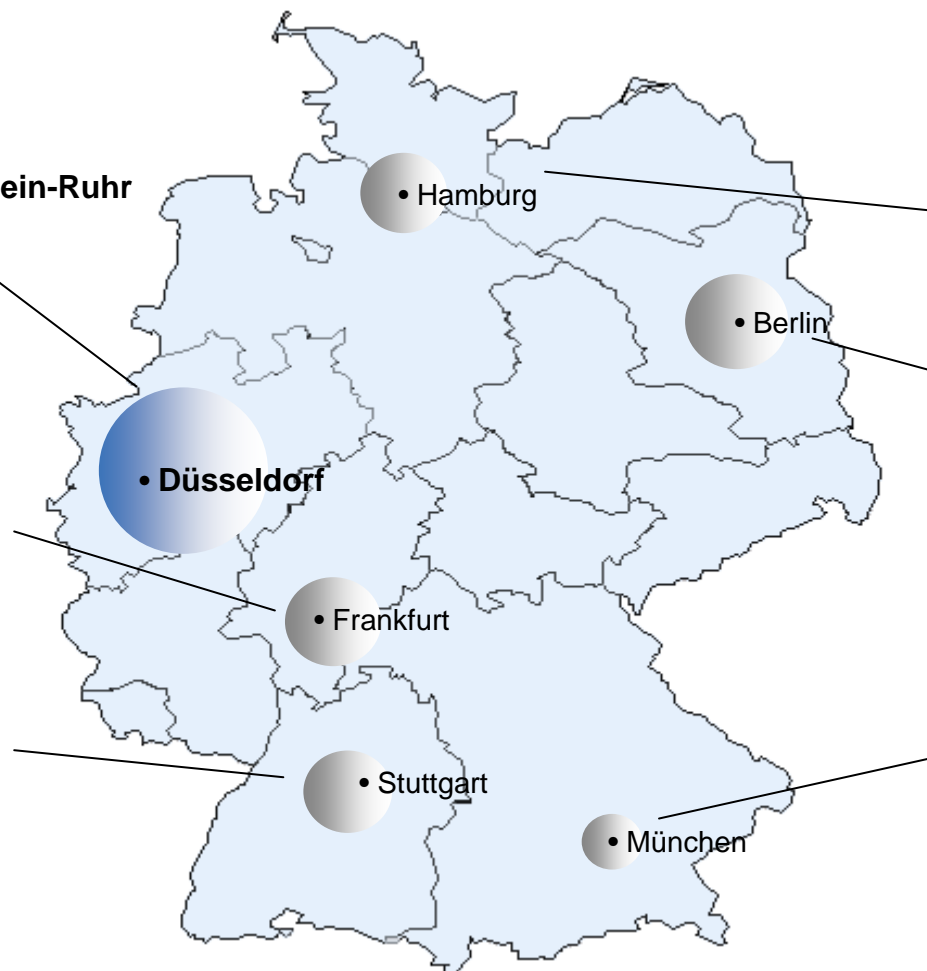 ein-Ruhr
• Hamburg
• Berlin
• Düsseldorf
• Frankfurt
• Stuttgart
• München